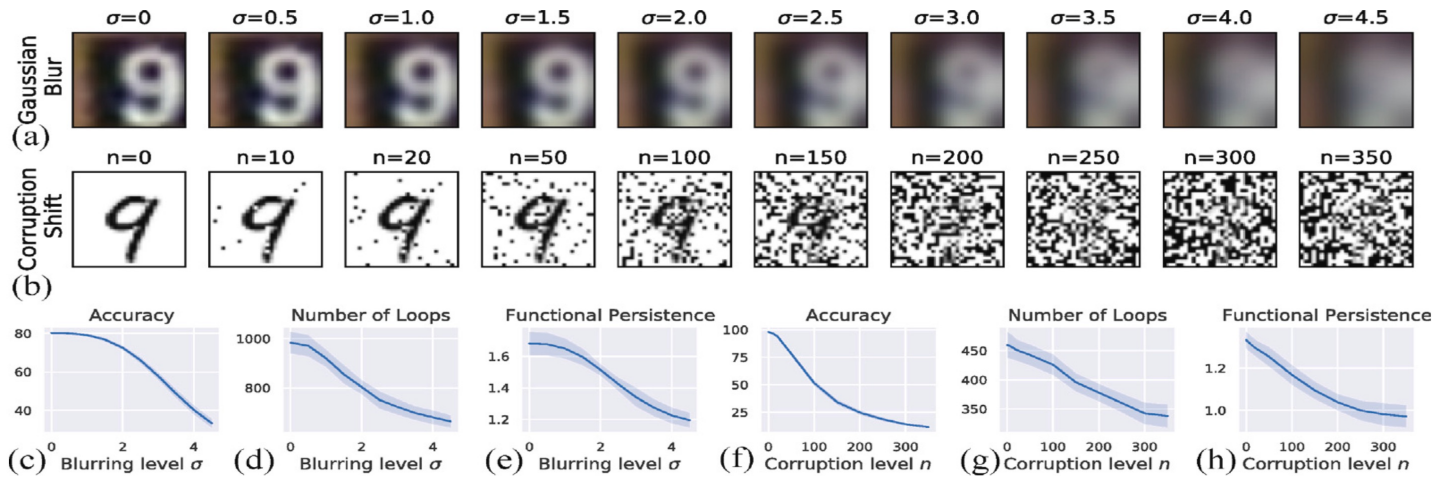 σ=0 σ=0.5 σ=1.0 σ=1.5 σ=2.0 σ=2.5 σ=3.0 σ=3.5 σ=4.0 σ=4.5
Gaussian
Blur
(a)
n=0 n=10 n=20 n=50 n=100 n=150 n=200 n=250 n=300 n=350
Corruption
Shift
(b)
Accuracy Number of Loops Functional Persistence Accuracy Number of Loops Functional Persistence
80
60
40
0 2 4
(c) Blurring level σ
1000
800
0 2 4
(d) Blurring level σ
1.6
1.4
1.2
0 2 4
(e) Blurring level σ
100
75
50
25
0 100 200 300
(f) Corruption level n
450
400
350
0 100 200 300
(g) Corruption level n
1.2
1.0
0 100 200 300
(h) Corruption level n